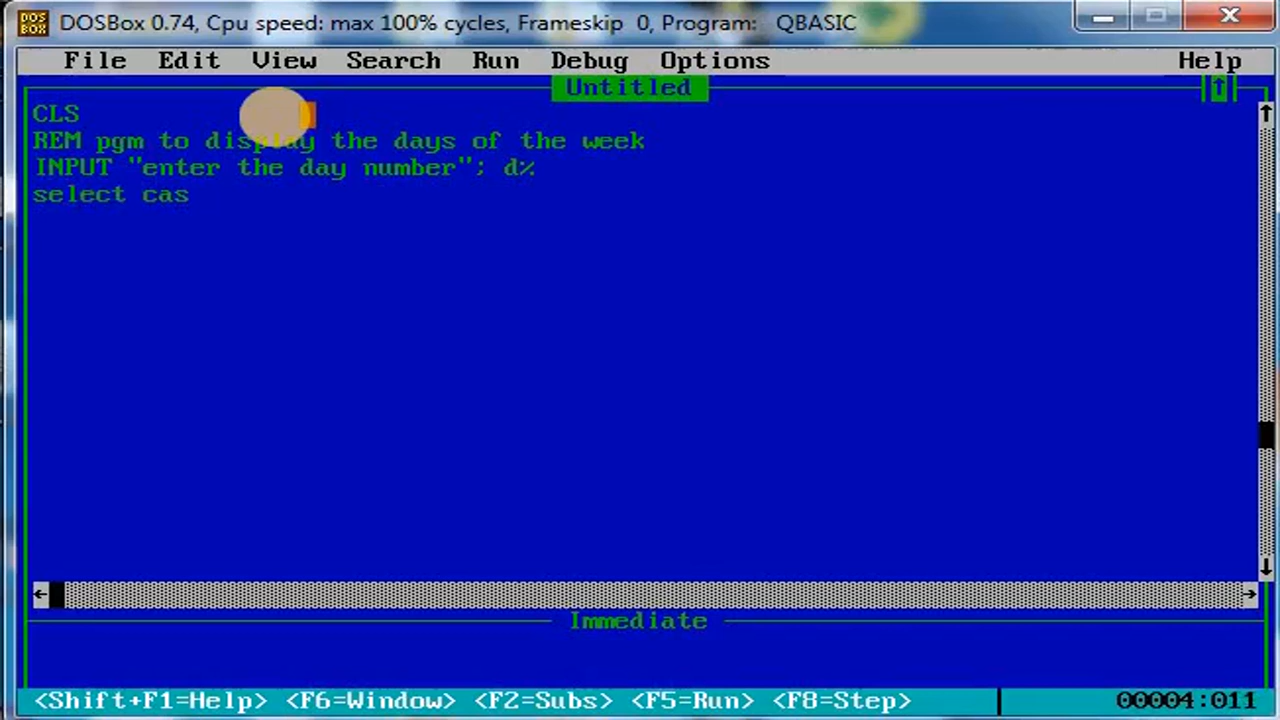 DOS BOX DOSBox 0.74, Cpu speed: max 100% cycles, Frameskip 0, Program: QBASIC
File Edit View Search Run Debug Options Help
Untitled
CLS
REM pgm to display the days of the week
INPUT "enter the day number"; d%
select cas
Immediate
<Shift+F1=Help> <F6=Window> <F2=Subs> <F5=Run> <F8=Step> 00004:011